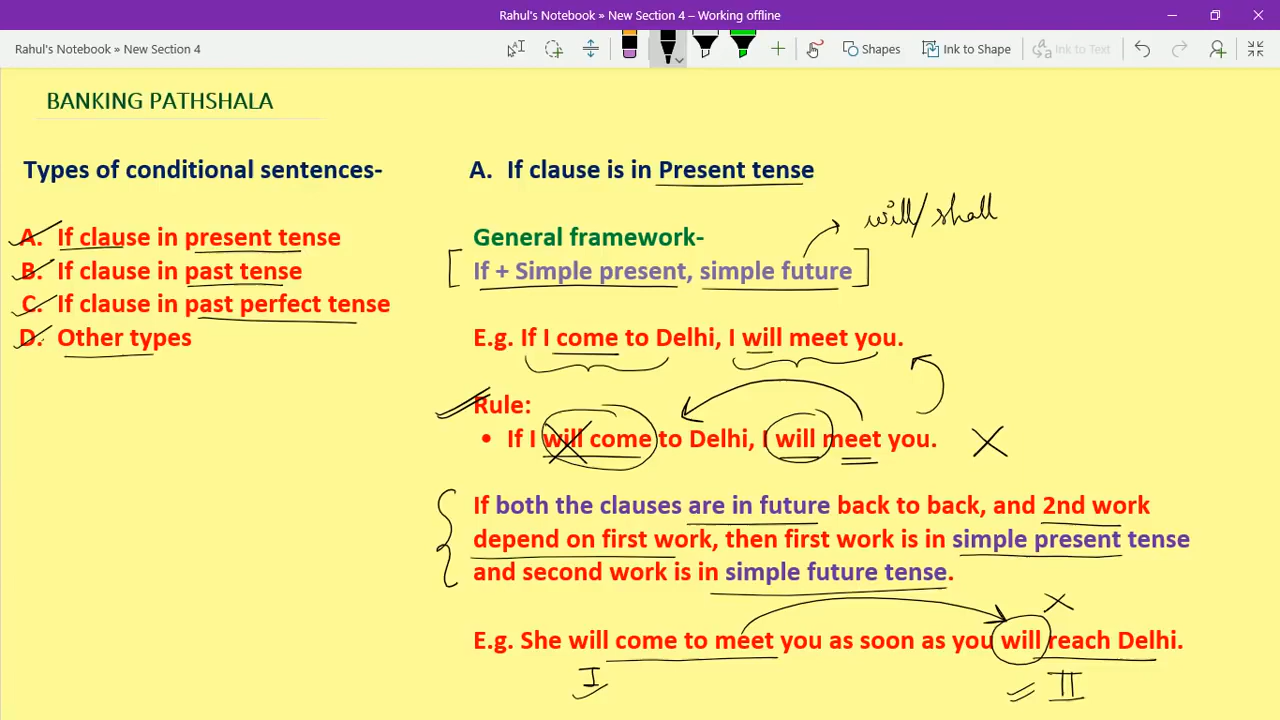 Rahul's Notebook » New Section 4 – Working offline
Rahul's Notebook » New Section 4
Shapes
Ink to Shape
Ink to Text
BANKING PATHSHALA
Types of conditional sentences-
A. If clause in present tense
B. If clause in past tense
C. If clause in past perfect tense
D. Other types
A. If clause is in Present tense
will/shall
General framework-
[If + Simple present, simple future]
E.g. If I come to Delhi, I will meet you.
Rule:
• If I will come to Delhi, I will meet you. X
If both the clauses are in future back to back, and 2nd work
depend on first work, then first work is in simple present tense
and second work is in simple future tense.
X
E.g. She will come to meet you as soon as you will reach Delhi.
I
II